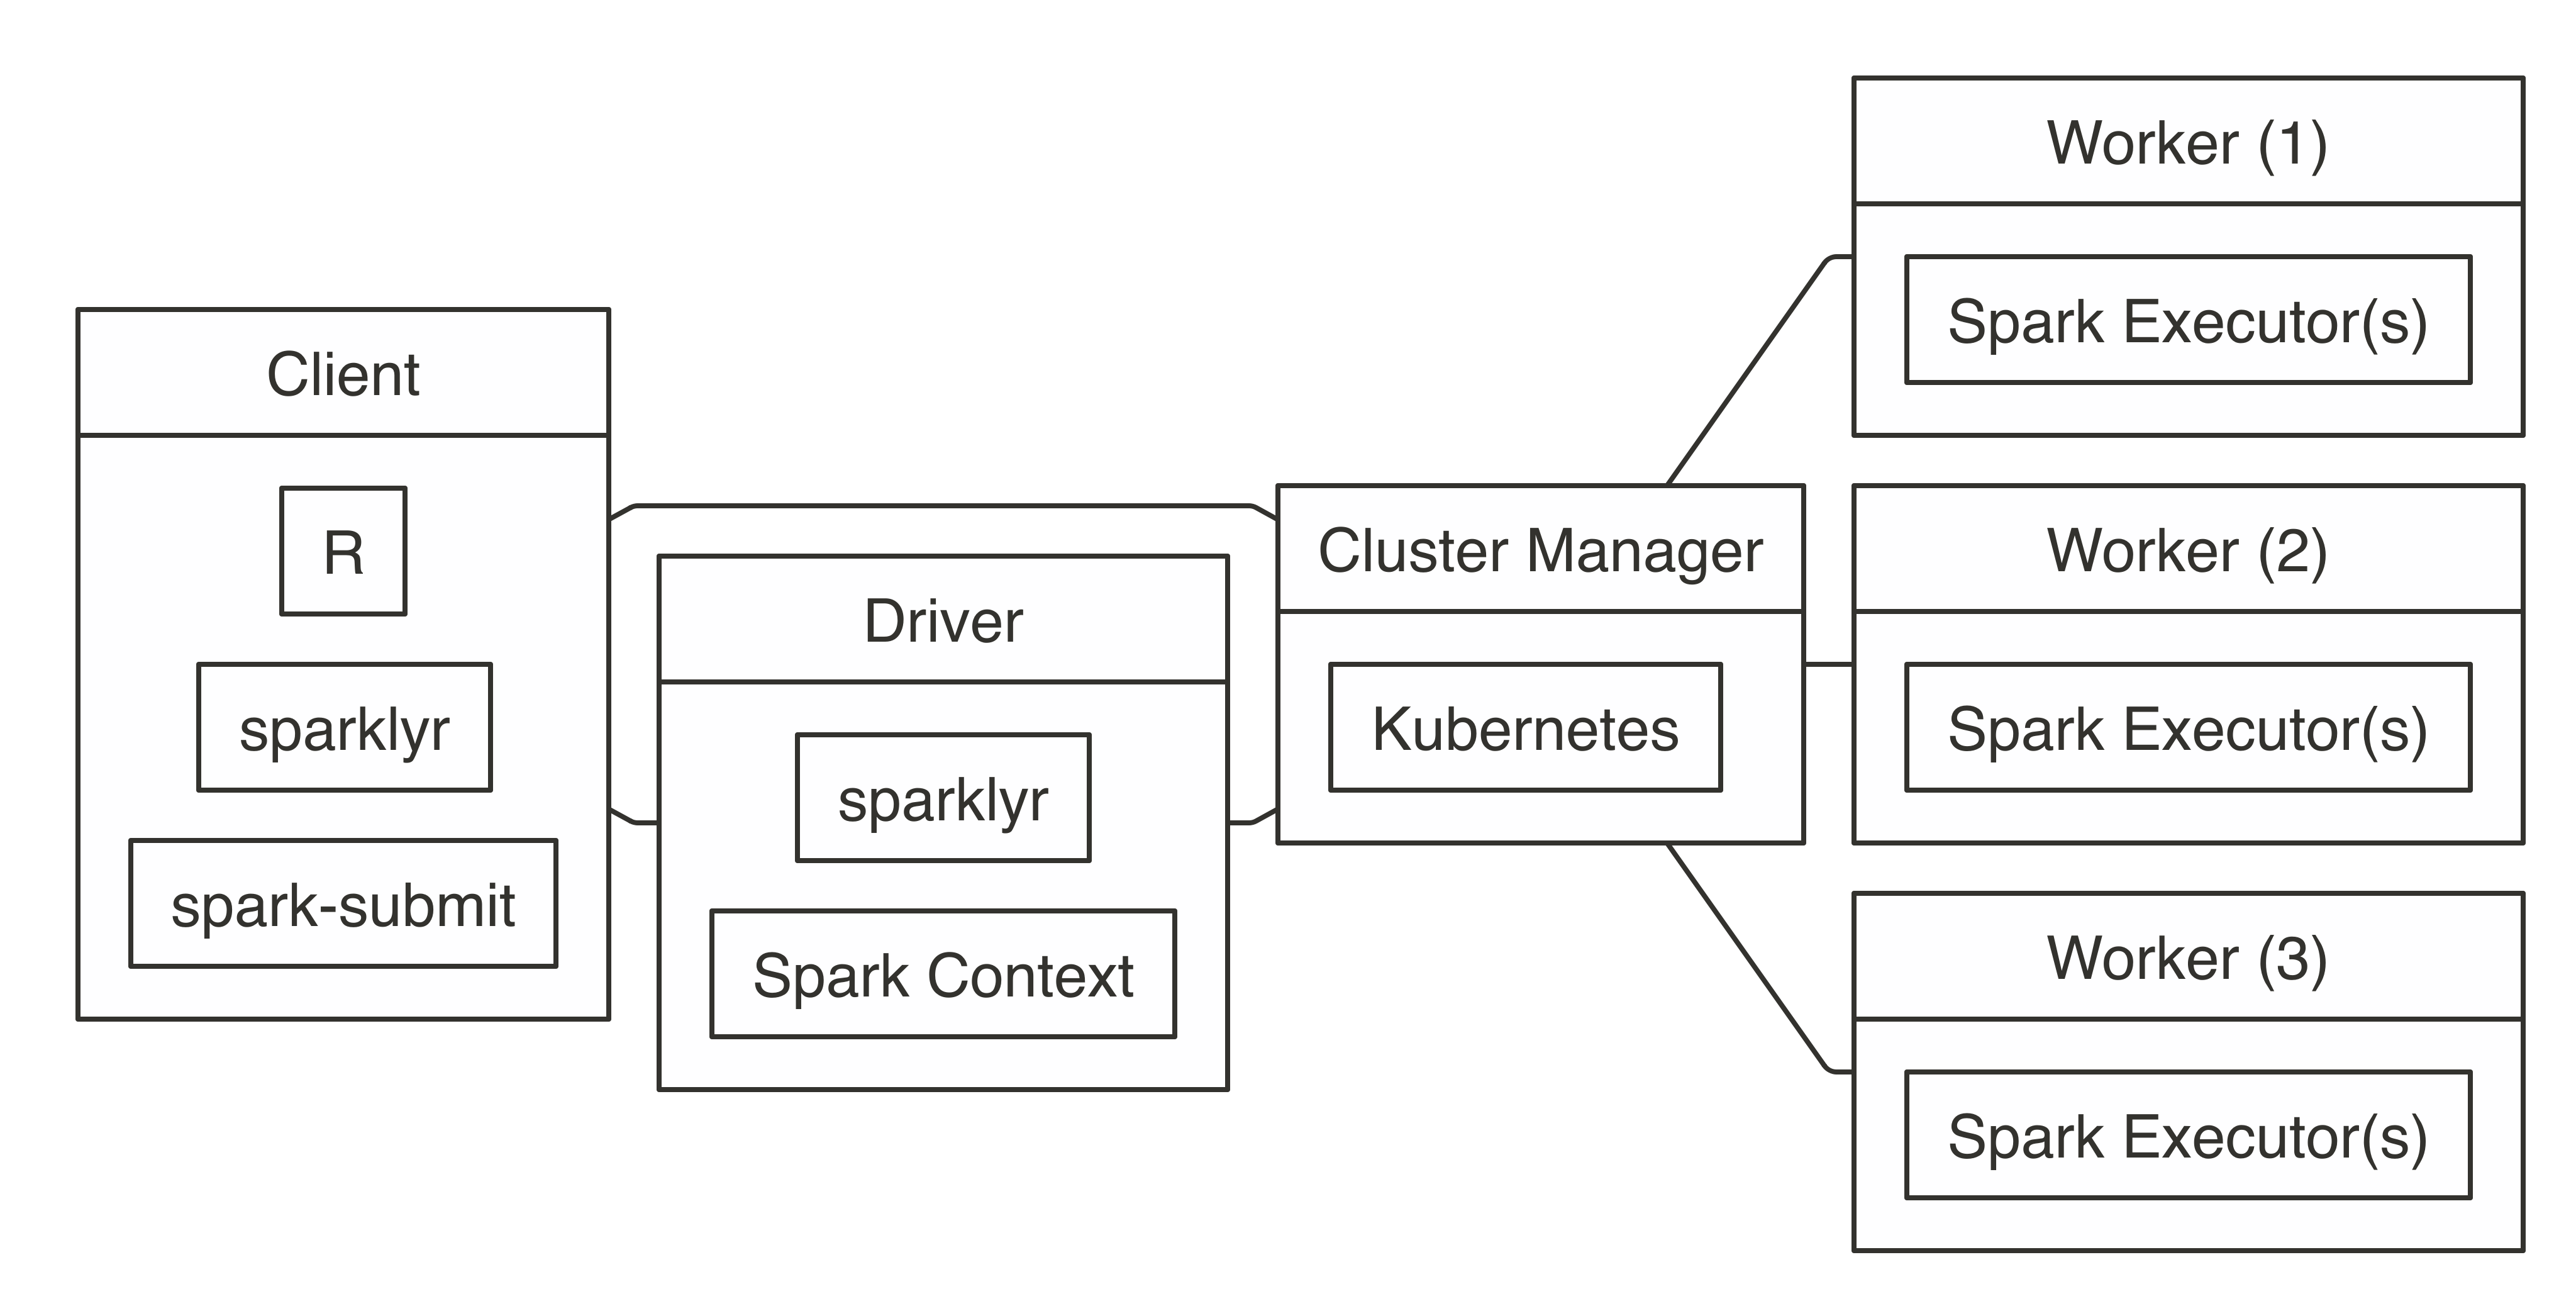 Client
R
sparklyr
spark-submit
Driver
sparklyr
Spark Context
Cluster Manager
Kubernetes
Worker (1)
Spark Executor(s)
Worker (2)
Spark Executor(s)
Worker (3)
Spark Executor(s)